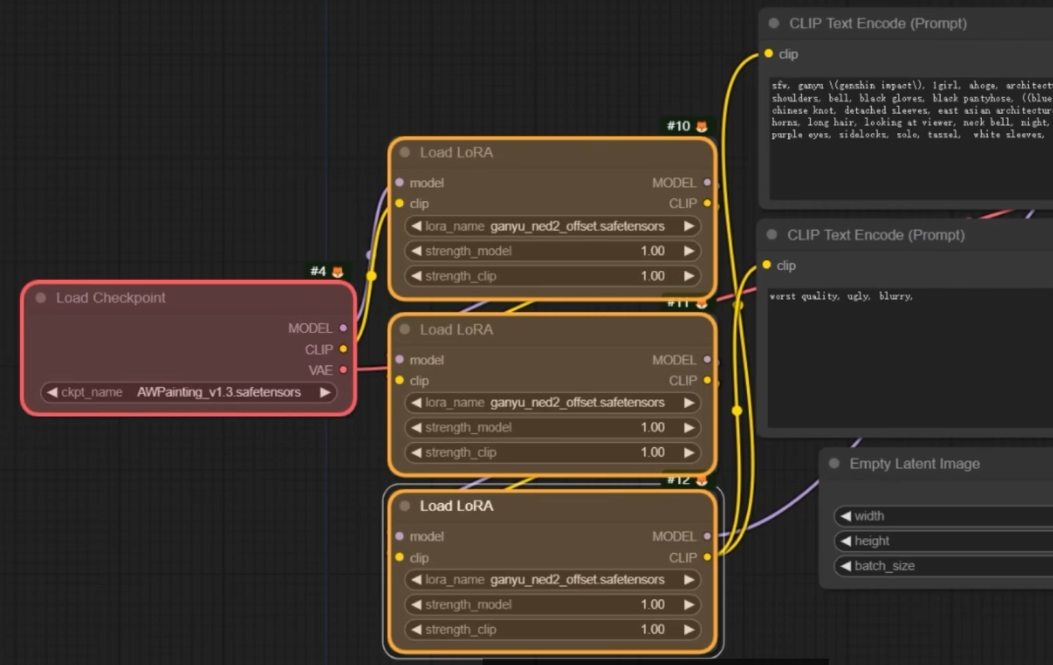 CLIP Text Encode (Prompt)
clip
sfw, ganyu \(genshin impact\), 1girl, ahoge, architect
shoulders, bell, black gloves, black pantyhose, ((blue
chinese knot, detached sleeves, east asian architectur
horns, long hair, looking at viewer, neck bell, night,
purple eyes, sidelocks, solo, tassel,  white sleeves,
#10
Load LoRA
model MODEL
clip CLIP
lora_name ganyu_ned2_offset.safetensors
strength_model 1.00
strength_clip 1.00
CLIP Text Encode (Prompt)
clip
worst quality, ugly, blurry,
#4
Load Checkpoint
MODEL
CLIP
VAE
ckpt_name AWPainting_v1.3.safetensors
#11
Load LoRA
model MODEL
clip CLIP
lora_name ganyu_ned2_offset.safetensors
strength_model 1.00
strength_clip 1.00
#12
Load LoRA
model MODEL
clip CLIP
lora_name ganyu_ned2_offset.safetensors
strength_model 1.00
strength_clip 1.00
Empty Latent Image
width
height
batch_size